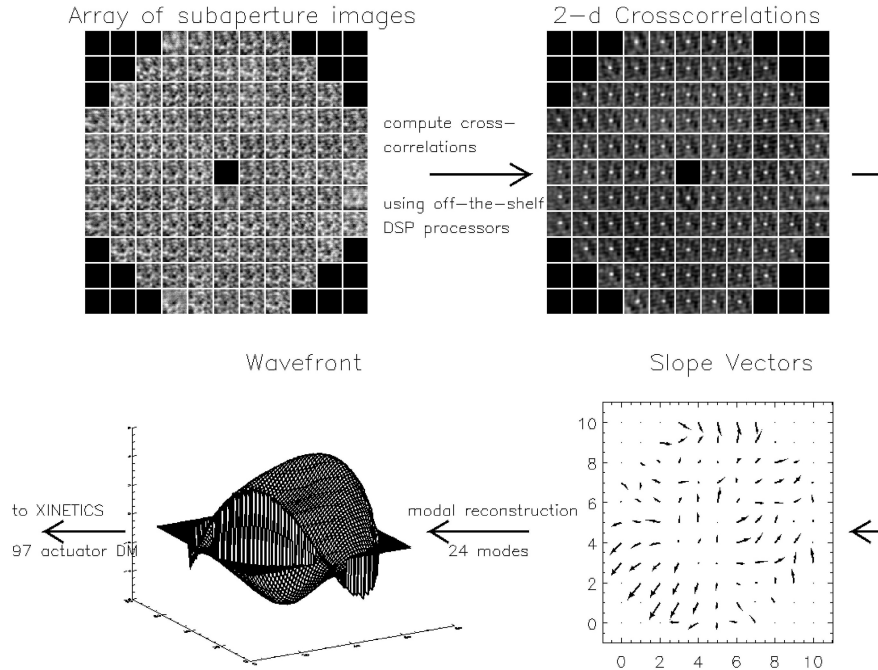 Array of subaperture images
2-d Crosscorrelations
compute cross-
correlations
using off-the-shelf
DSP processors
Wavefront
Slope Vectors
to XINETICS
97 actuator DM
modal reconstruction
24 modes
10
8
6
4
2
0
0 2 4 6 8 10